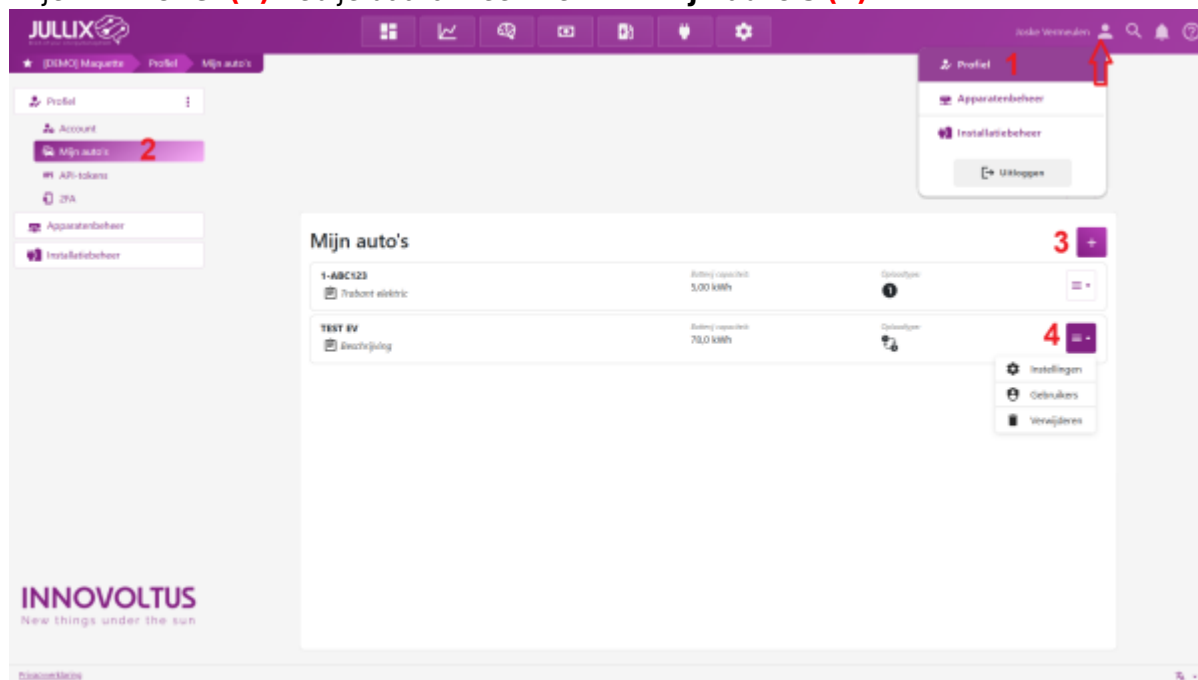 JULLIX
Joske Vermeulen
[DEMO] Maquette
Profiel
Mijn auto's
Profiel 1
Apparatenbeheer
Installatiebeheer
Uitloggen
Profiel
Account
Mijn auto's 2
API-tokens
2FA
Apparatenbeheer
Installatiebeheer
Mijn auto's
3 +
1-ABC123
Trabant elektric
Batterij capaciteit
5,00 kWh
Oplaadtype
1
TEST EV
Beschrijving
Batterij capaciteit
70,0 kWh
Oplaadtype
4
Instellingen
Gebruikers
Verwijderen
INNOVOLTUS
New things under the sun
Privacyverklaring